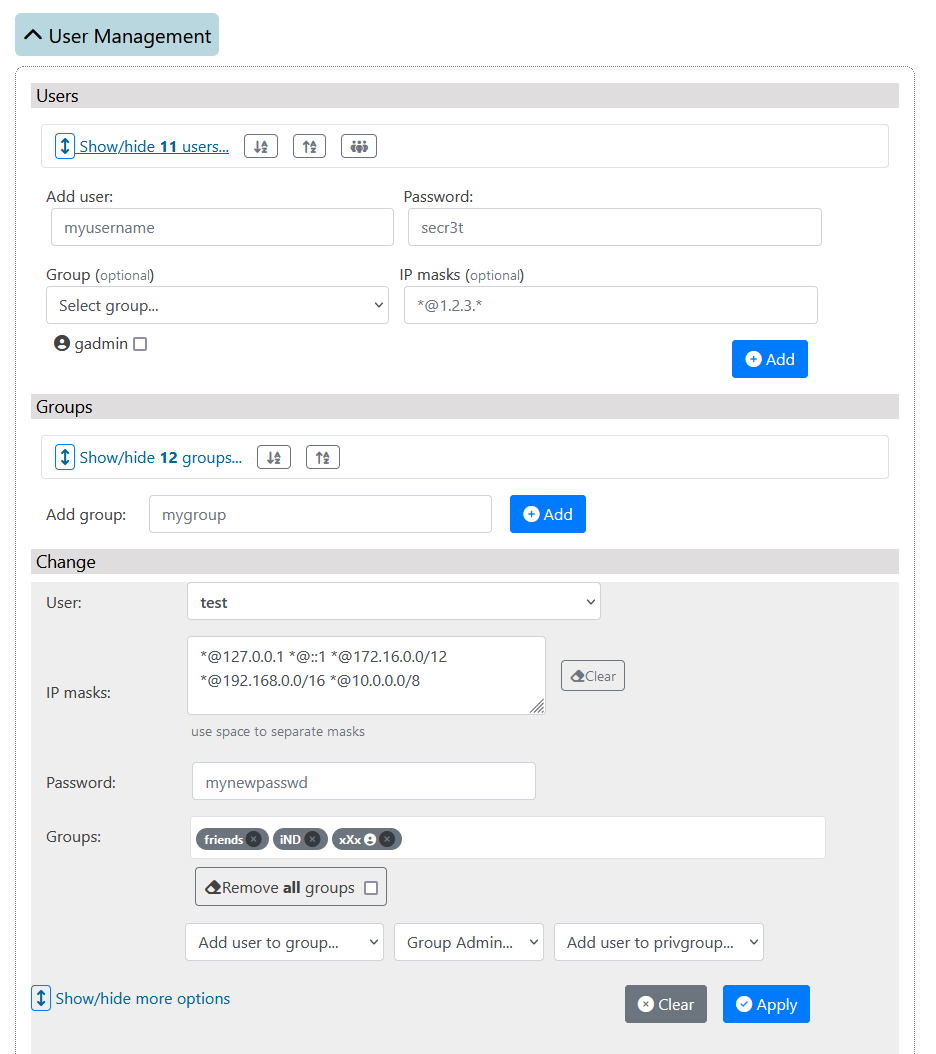 User Management
Users
Show/hide 11 users...
Add user: Password:
myusername secr3t
Group (optional) IP masks (optional)
Select group... *@1.2.3.*
gadmin
Add
Groups
Show/hide 12 groups...
Add group: mygroup Add
Change
User: test
*@127.0.0.1 *@::1 *@172.16.0.0/12
*@192.168.0.0/16 *@10.0.0.0/8
IP masks: Clear
use space to separate masks
Password: mynewpasswd
Groups: friends iND xXx
Remove all groups
Add user to group... Group Admin... Add user to privgroup...
Show/hide more options Clear Apply